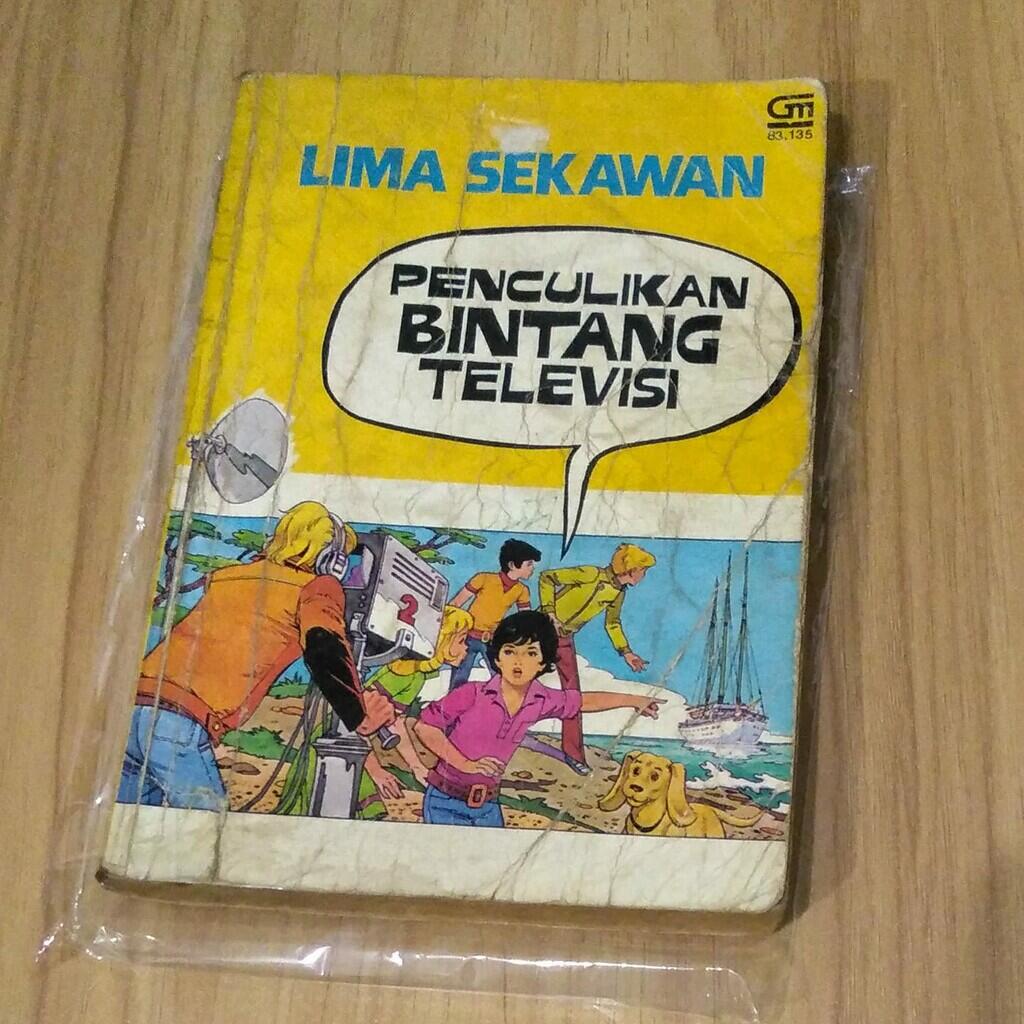 GM
83.135
LIMA SEKAWAN
PENCULIKAN
BINTANG
TELEVISI
2